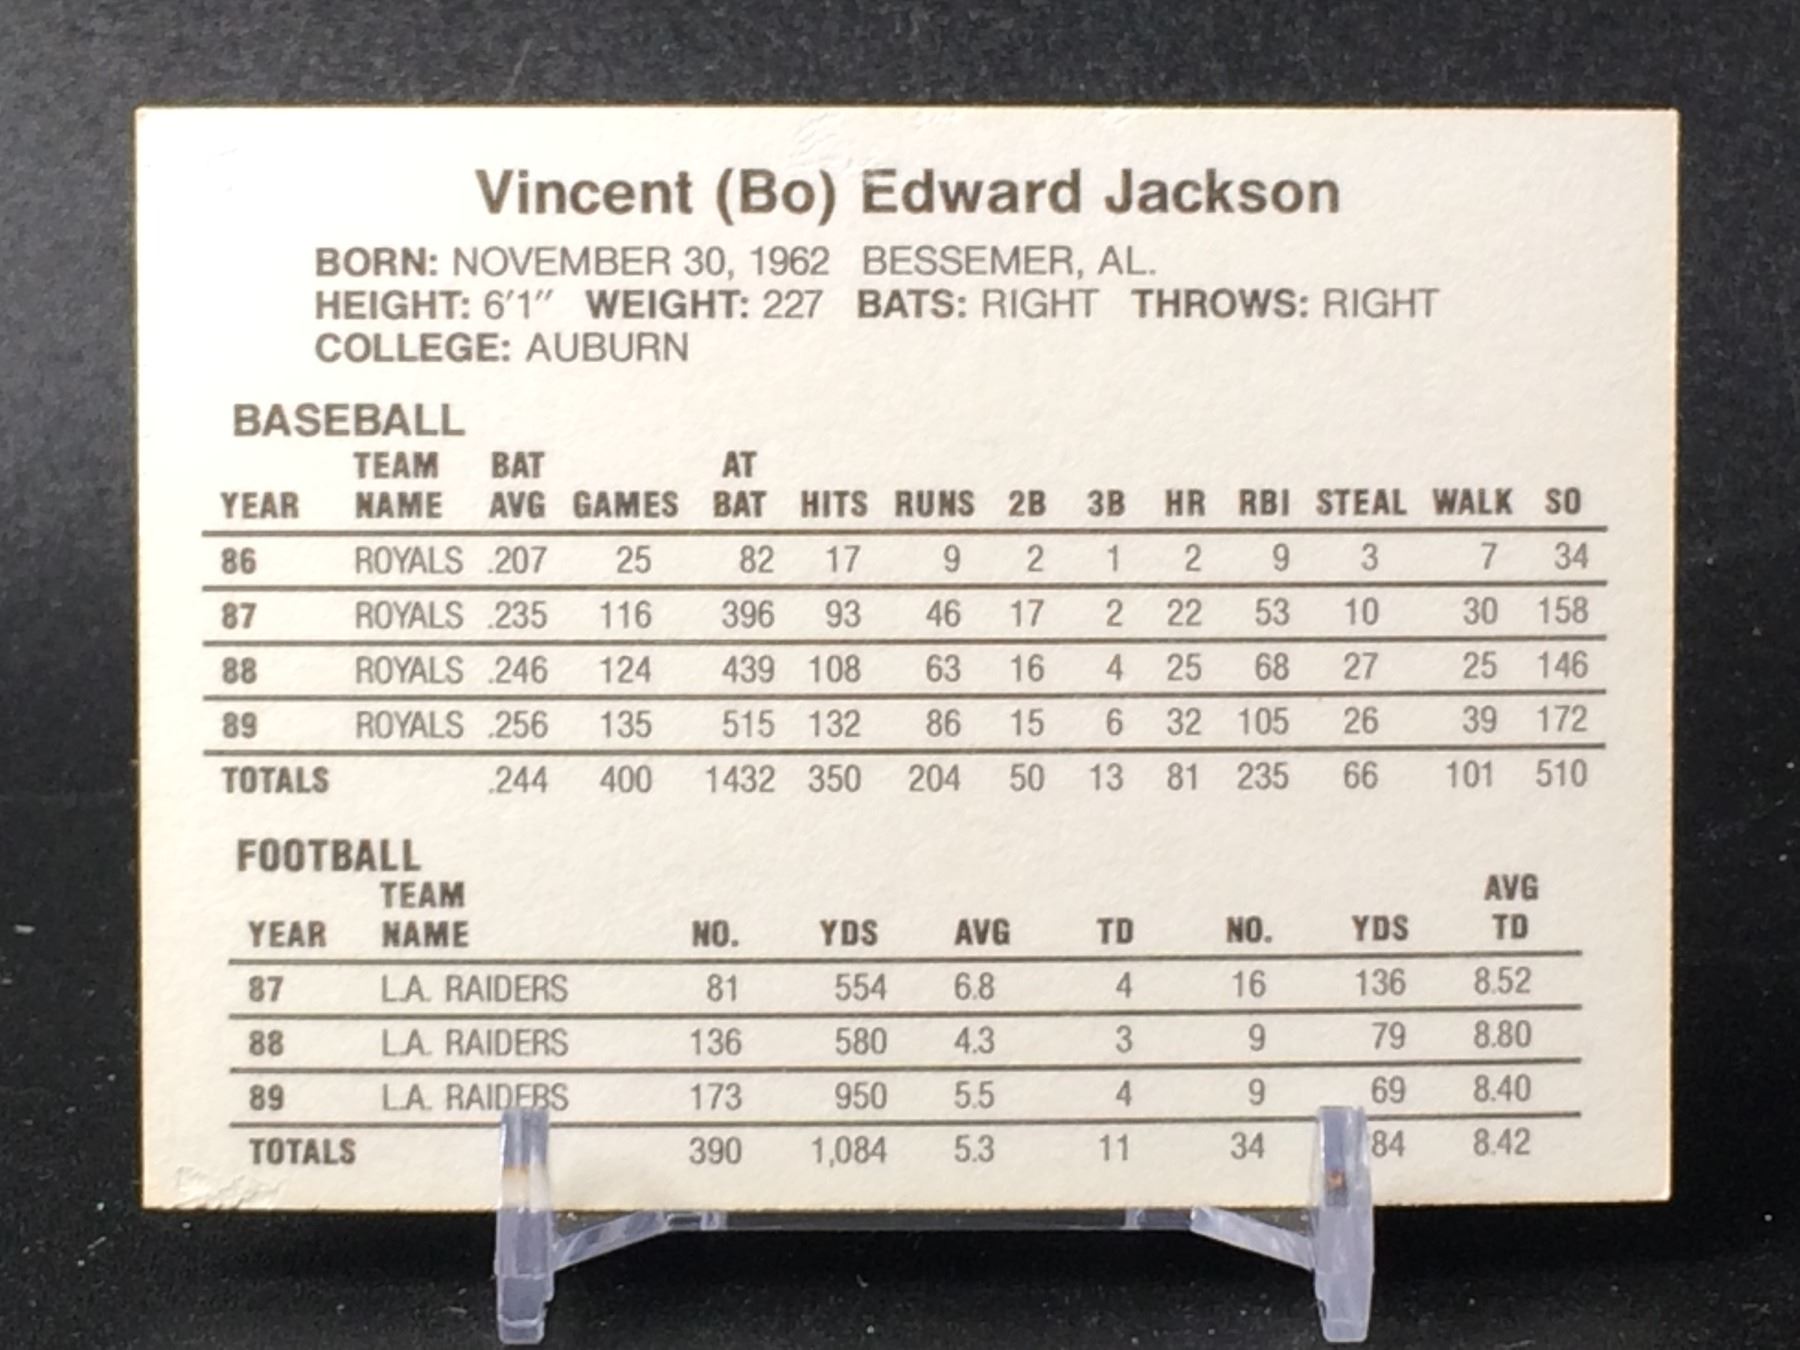 Vincent (Bo) Edward Jackson
BORN: NOVEMBER 30, 1962 BESSEMER, AL.
HEIGHT: 6'1" WEIGHT: 227 BATS: RIGHT THROWS: RIGHT
COLLEGE: AUBURN
BASEBALL
TEAM BAT AT
YEAR NAME AVG GAMES BAT HITS RUNS 2B 3B HR RBI STEAL WALK SO
86 ROYALS .207 25 82 17 9 2 1 2 9 3 7 34
87 ROYALS .235 116 396 93 46 17 2 22 53 10 30 158
88 ROYALS .246 124 439 108 63 16 4 25 68 27 25 146
89 ROYALS .256 135 515 132 86 15 6 32 105 26 39 172
TOTALS .244 400 1432 350 204 50 13 81 235 66 101 510
FOOTBALL
TEAM AVG
YEAR NAME NO. YDS AVG TD NO. YDS TD
87 L.A. RAIDERS 81 554 6.8 4 16 136 8.52
88 L.A. RAIDERS 136 580 4.3 3 9 79 8.80
89 L.A. RAIDERS 173 950 5.5 4 9 69 8.40
TOTALS 390 1,084 5.3 11 34 84 8.42